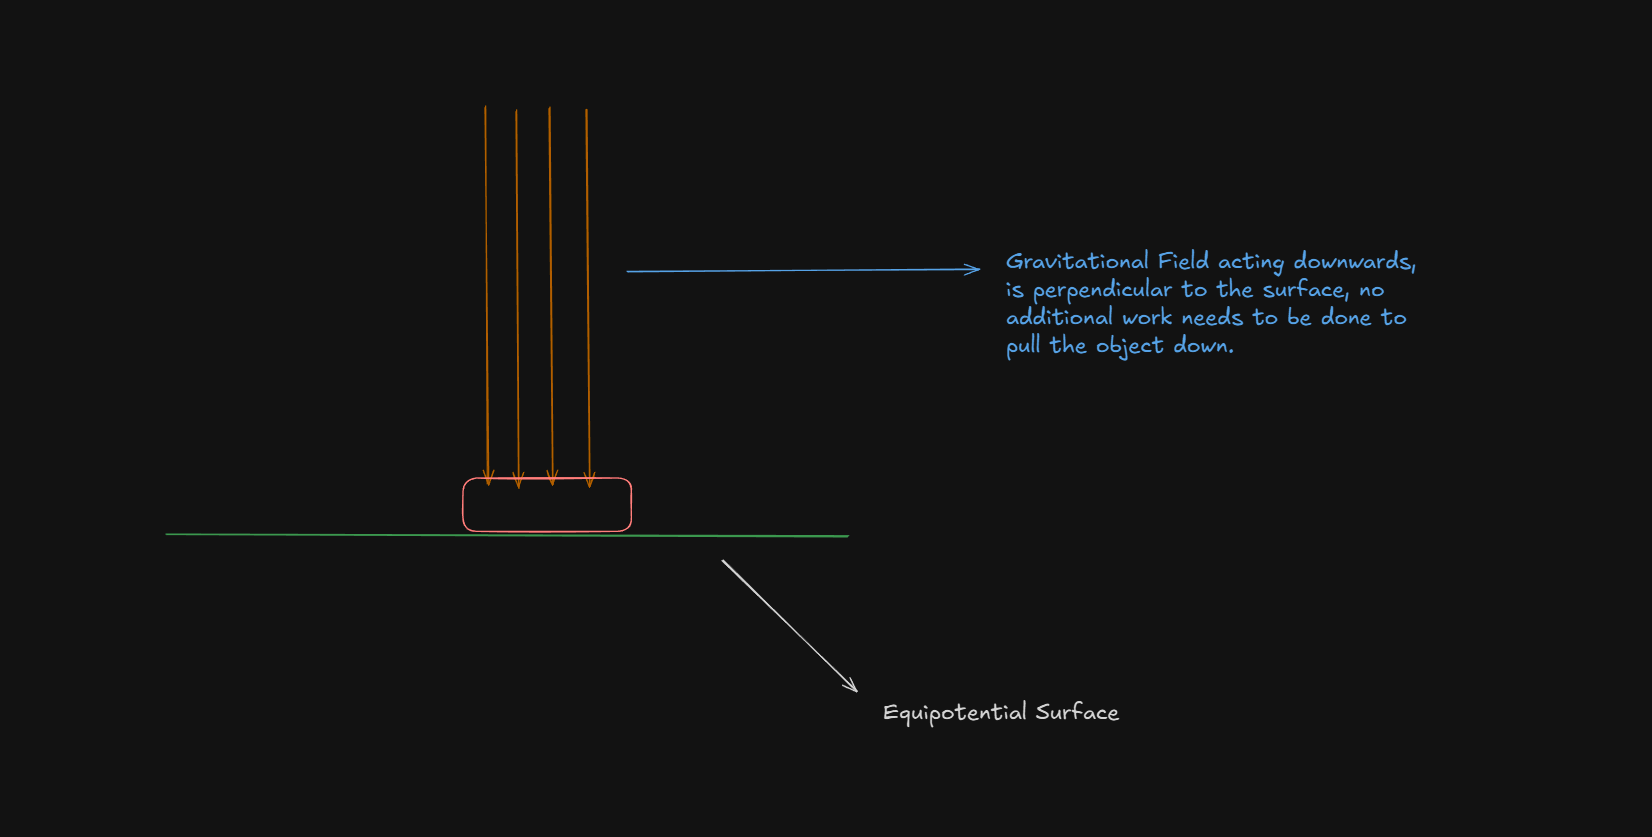 Gravitational Field acting downwards,
is perpendicular to the surface, no
additional work needs to be done to
pull the object down.
Equipotential Surface